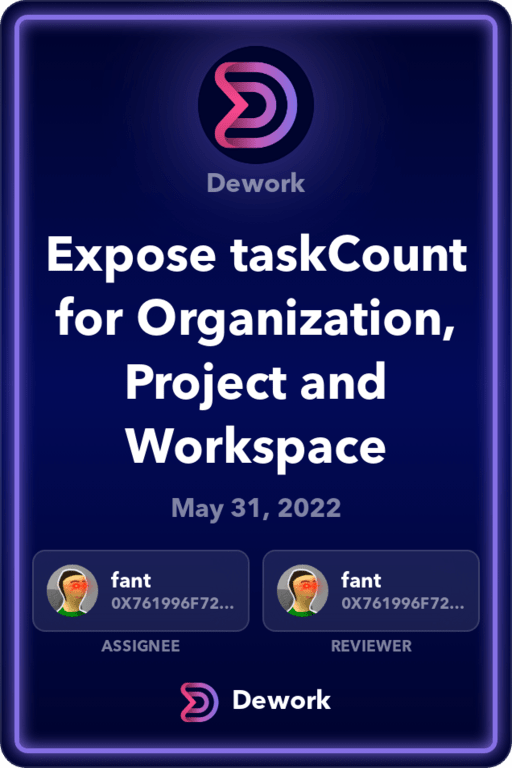 Dework
Expose taskCount
for Organization,
Project and
Workspace
May 31, 2022
fant
0X761996F72...
ASSIGNEE
fant
0X761996F72...
REVIEWER
Dework